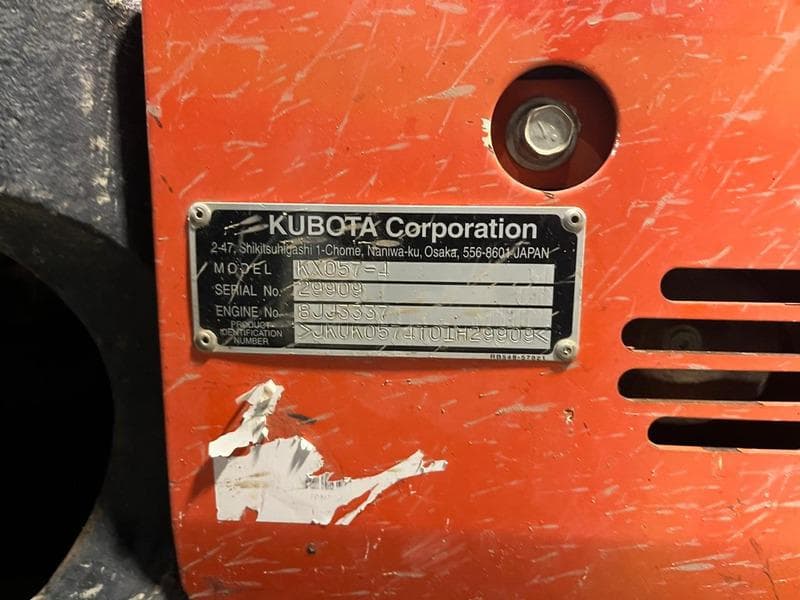 KUBOTA Corporation
2-47, Shikitsuhigashi 1-Chome, Naniwa-ku, Osaka, 556-8601 JAPAN
MODEL KX057-4
SERIAL No. 29909
ENGINE No. 8JJ3337
PRODUCT IDENTIFICATION NUMBER >JKUK0574T01H29909<